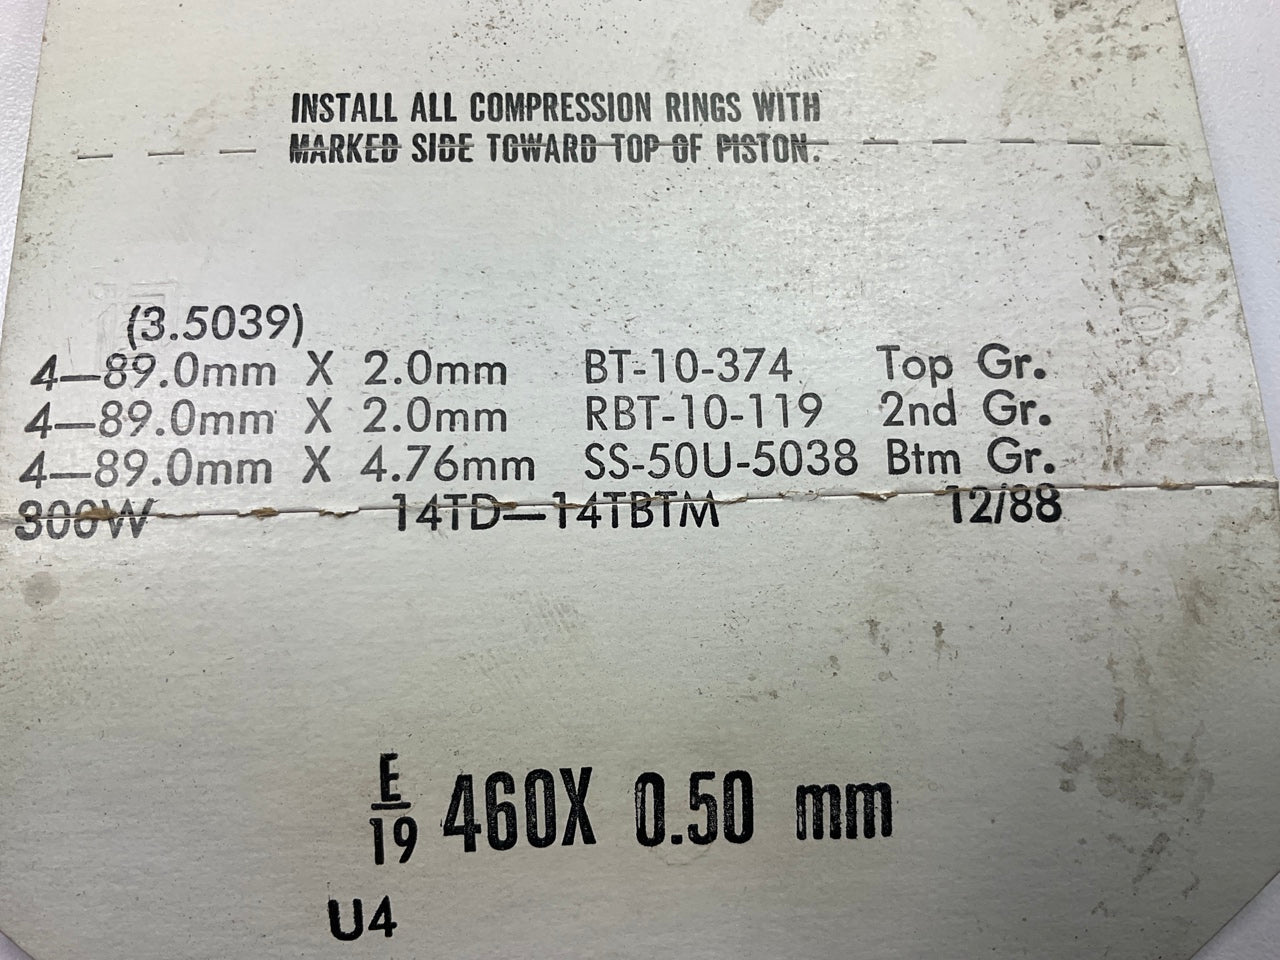 INSTALL ALL COMPRESSION RINGS WITH
MARKED SIDE TOWARD TOP OF PISTON.
(3.5039)
4—89.0mm X 2.0mm BT-10-374 Top Gr.
4—89.0mm X 2.0mm RBT-10-119 2nd Gr.
4—89.0mm X 4.76mm SS-50U-5038 Btm Gr.
300W 14TD—14TBTM 12/88
E
19 460X 0.50 mm
U4